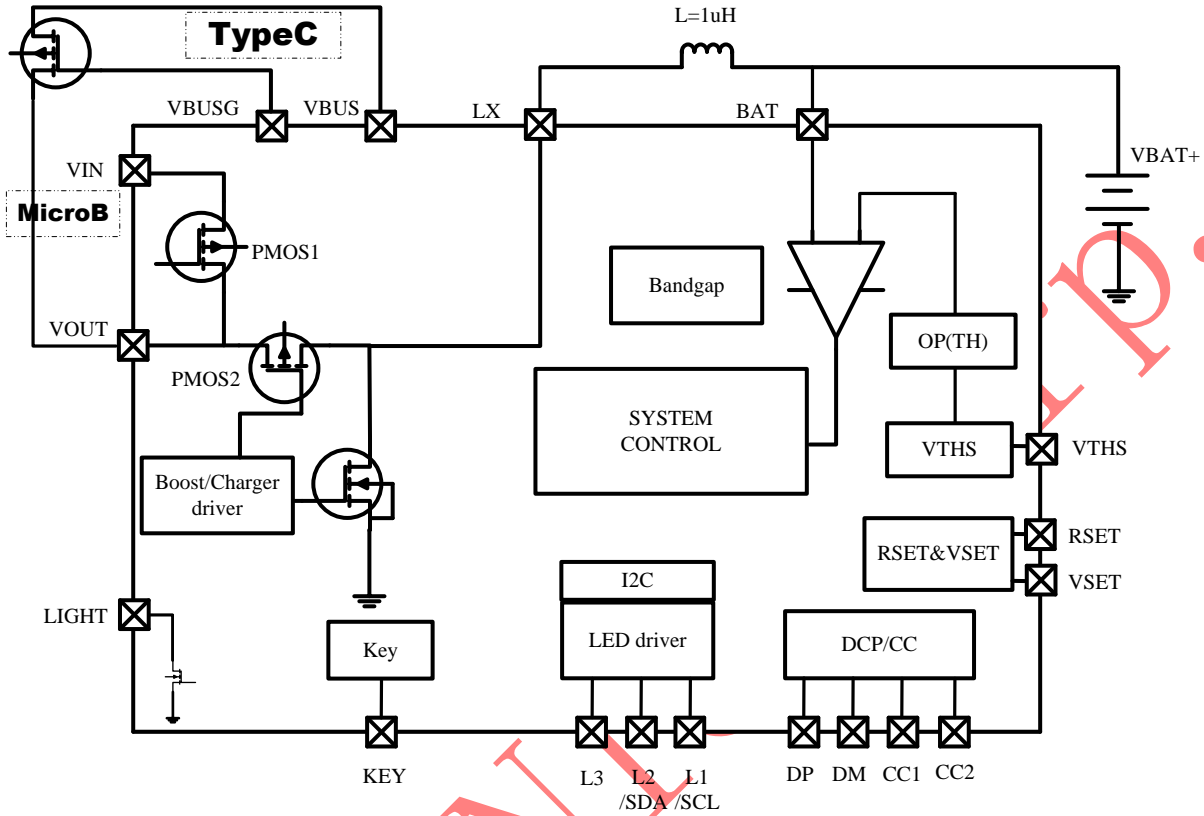 L=1uH
TypeC
VBUSG
VBUS
LX
BAT
VIN
VBAT+
MicroB
PMOS1
Bandgap
VOUT
OP(TH)
PMOS2
SYSTEM
CONTROL
VTHS
VTHS
Boost/Charger
driver
RSET
RSET&VSET
VSET
I2C
LIGHT
Key
LED driver
DCP/CC
KEY
L3
L2
/SDA
L1
/SCL
DP
DM
CC1
CC2